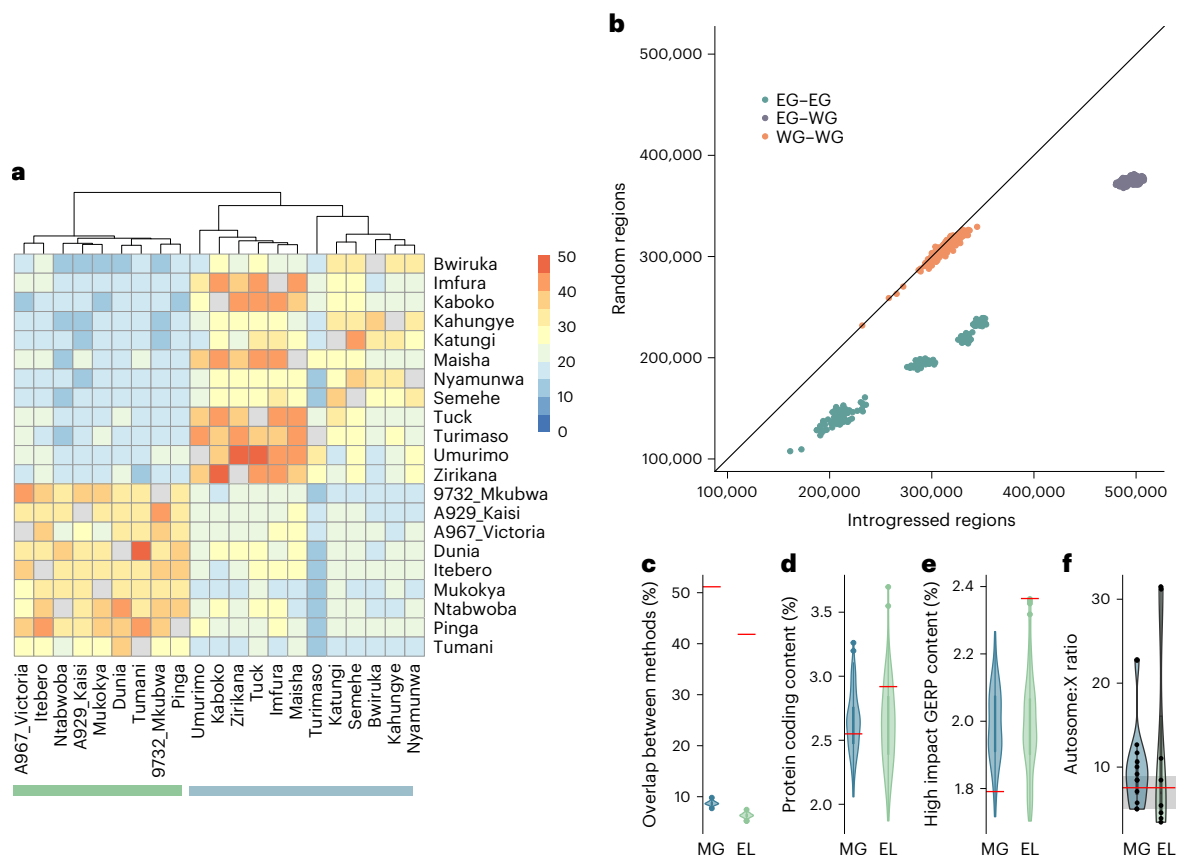 a
Bwiruka
Imfura
Kaboko
Kahungye
Katungi
Maisha
Nyamunwa
Semehe
Tuck
Turimaso
Umurimo
Zirikana
9732_Mkubwa
A929_Kaisi
A967_Victoria
Dunia
Itebero
Mukokya
Ntabwoba
Pinga
Tumani
50
40
30
20
10
0
A967_Victoria
Itebero
Ntabwoba
A929_Kaisi
Mukokya
Dunia
Tumani
9732_Mkubwa
Pinga
Umurimo
Kaboko
Zirikana
Tuck
Imfura
Maisha
Turimaso
Katungi
Semehe
Bwiruka
Kahungye
Nyamunwa
b
Random regions
500,000
400,000
300,000
200,000
100,000
EG–EG
EG–WG
WG–WG
100,000 200,000 300,000 400,000 500,000
Introgressed regions
c
Overlap between methods (%)
50
40
30
20
10
MG EL
d
Protein coding content (%)
3.5
3.0
2.5
2.0
MG EL
e
High impact GERP content (%)
2.4
2.2
2.0
1.8
MG EL
f
Autosome:X ratio
30
20
10
MG EL